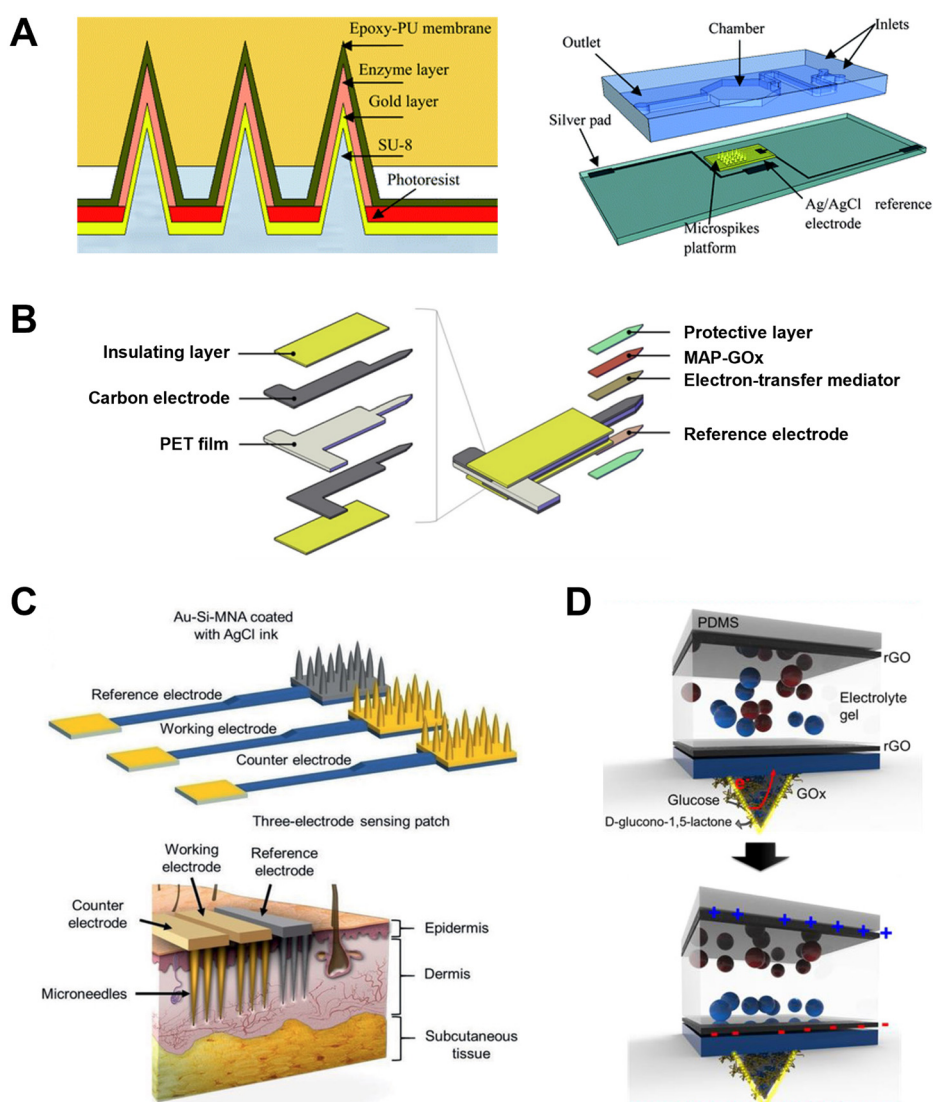 A
Epoxy-PU membrane
Enzyme layer
Gold layer
SU-8
Photoresist
Outlet
Chamber
Inlets
Silver pad
Microspikes
platform
Ag/AgCl reference
electrode
B
Insulating layer
Carbon electrode
PET film
Protective layer
MAP-GOx
Electron-transfer mediator
Reference electrode
C
Au-Si-MNA coated
with AgCl ink
Reference electrode
Working electrode
Counter electrode
Three-electrode sensing patch
Working
electrode
Reference
electrode
Counter
electrode
Microneedles
Epidermis
Dermis
Subcutaneous
tissue
D
PDMS
rGO
Electrolyte
gel
rGO
GOx
Glucose
D-glucono-1,5-lactone
+ + + + + + +
- - - - - - -